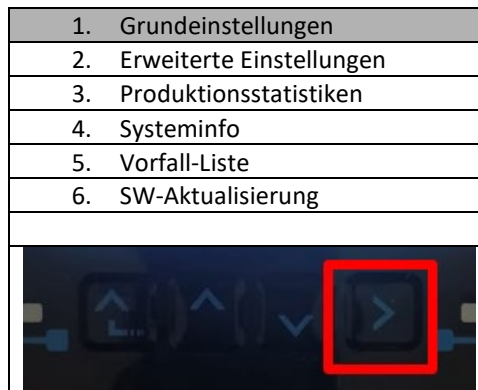 1. Grundeinstellungen
2. Erweiterte Einstellungen
3. Produktionsstatistiken
4. Systeminfo
5. Vorfall-Liste
6. SW-Aktualisierung